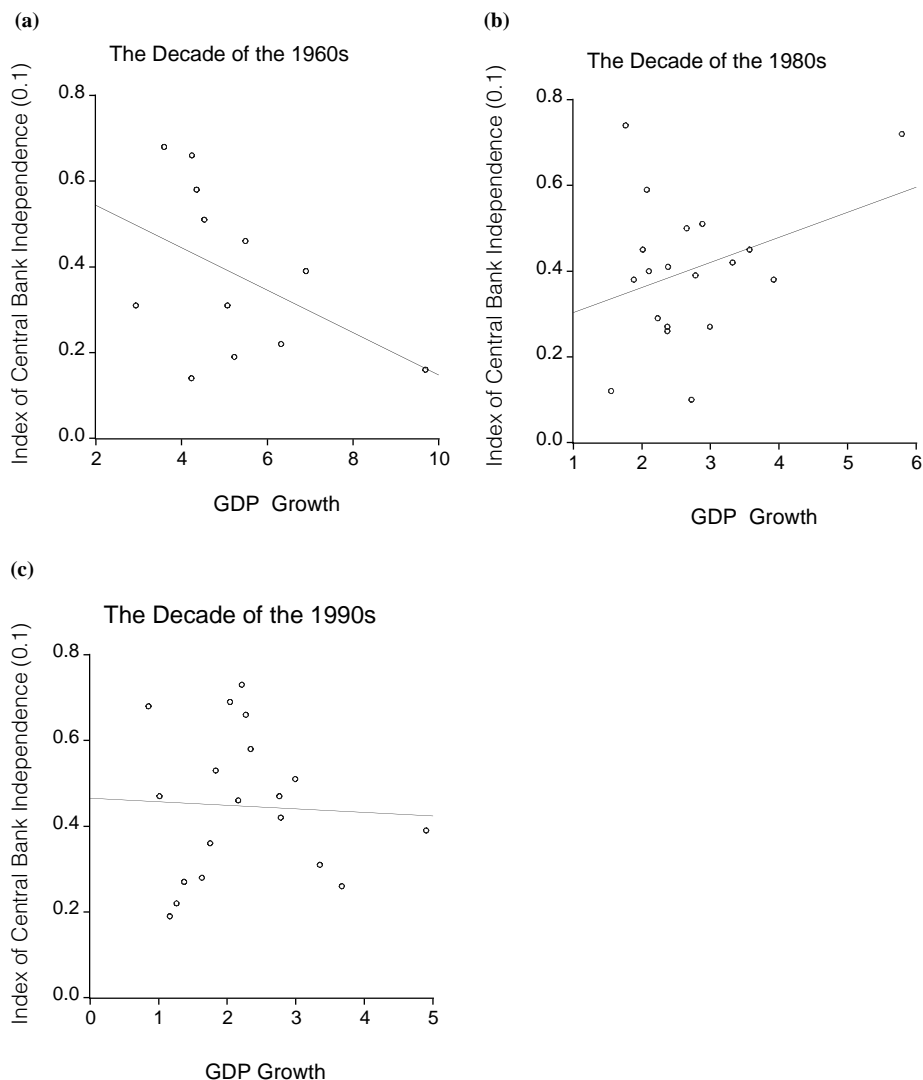 (a)
The Decade of the 1960s
Index of Central Bank Independence (0.1)
0.8
0.6
0.4
0.2
0.0
2 4 6 8 10
GDP Growth
(b)
The Decade of the 1980s
Index of Central Bank Independence (0.1)
0.8
0.6
0.4
0.2
0.0
1 2 3 4 5 6
GDP Growth
(c)
The Decade of the 1990s
Index of Central Bank Independence (0.1)
0.8
0.6
0.4
0.2
0.0
0 1 2 3 4 5
GDP Growth